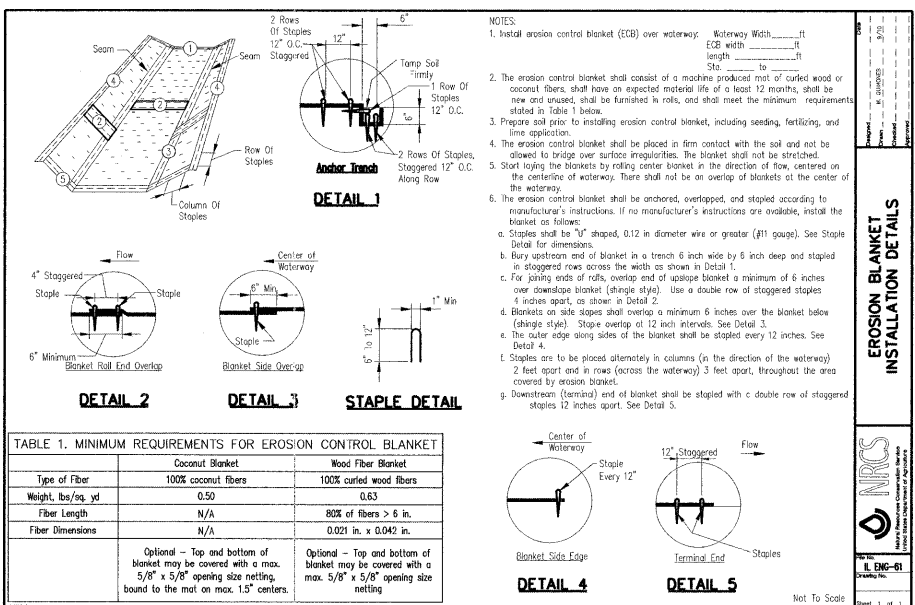 2 Rows
Of Staples
12" O.C.
Staggered
12"
6"
Seam
Seam
1
4
4
2
2
3
5
Tamp Soil
Firmly
1 Row Of
Staples
12" O.C.
6"
2 Rows Of Staples,
Staggered 12" O.C.
Along Row
Anchor Trench
DETAIL 1
Row Of
Staples
Column Of
Staples
Flow
4" Staggered
Staple
Staple
6" Minimum
Blanket Roll End Overlap
DETAIL 2
Center of
Waterway
6" Min
Staple
Blanket Side Overlap
DETAIL 3
1" Min
6" To 12"
STAPLE DETAIL
NOTES:
1. Install erosion control blanket (ECB) over waterway: Waterway Width_____ft
ECB width ________ft
length ________ft
Sta. ______ to ______
2. The erosion control blanket shall consist of a machine produced mat of curled wood or
coconut fibers, shall have an expected material life of a least 12 months, shall be
new and unused, shall be furnished in rolls, and shall meet the minimum requirements
stated in Table 1 below.
3. Prepare soil prior to installing erosion control blanket, including seeding, fertilizing, and
lime application.
4. The erosion control blanket shall be placed in firm contact with the soil and not be
allowed to bridge over surface irregularities. The blanket shall not be stretched.
5. Start laying the blankets by rolling center blanket in the direction of flow, centered on
the centerline of waterway. There shall not be an overlap of blankets at the center of
the waterway.
6. The erosion control blanket shall be anchored, overlapped, and stapled according to
manufacturer's instructions. If no manufacturer's instructions are available, install the
blanket as follows:
a. Staples shall be "U" shaped, 0.12 in diameter wire or greater (#11 gauge). See Staple
Detail for dimensions.
b. Bury upstream end of blanket in a trench 6 inch wide by 6 inch deep and stapled
in staggered rows across the width as shown in Detail 1.
c. For joining ends of rolls, overlap end of upslope blanket a minimum of 6 inches
over downslope blanket (shingle style). Use a double row of staggered staples
4 inches apart, as shown in Detail 2.
d. Blankets on side slopes shall overlap a minimum 6 inches over the blanket below
(shingle style). Staple overlap at 12 inch intervals. See Detail 3.
e. The outer edge along sides of the blanket shall be stapled every 12 inches. See
Detail 4.
f. Staples are to be placed alternately in columns (in the direction of the waterway)
2 feet apart and in rows (across the waterway) 3 feet apart, throughout the area
covered by erosion blanket.
g. Downstream (terminal) end of blanket shall be stapled with a double row of staggered
staples 12 inches apart. See Detail 5.
TABLE 1. MINIMUM REQUIREMENTS FOR EROSION CONTROL BLANKET
Coconut Blanket Wood Fiber Blanket
Type of Fiber 100% coconut fibers 100% curled wood fibers
Weight, lbs/sq. yd 0.50 0.63
Fiber Length N/A 80% of fibers > 6 in.
Fiber Dimensions N/A 0.021 in. x 0.042 in.
Optional – Top and bottom of
blanket may be covered with a max.
5/8" x 5/8" opening size netting,
bound to the mat on max. 1.5" centers.
Optional – Top and bottom of
blanket may be covered with a
max. 5/8" x 5/8" opening size
netting
Center of
Waterway
Staple
Every 12"
Blanket Side Edge
DETAIL 4
Flow
12" Staggered
Staples
Terminal End
DETAIL 5
Not To Scale
Date
Designed
Drawn M. QUINONES 9/10
Checked
Approved
EROSION BLANKET
INSTALLATION DETAILS
NRCS
Natural Resources Conservation Service
United States Department of Agriculture
File No.
IL ENG-61
Drawing No.
Sheet 1 of 1